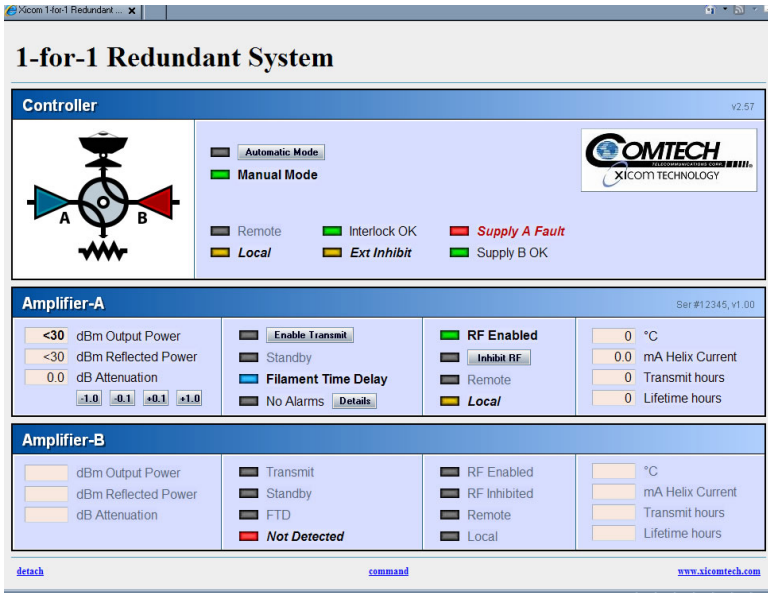 Xicom 1-for-1 Redundant ...
1-for-1 Redundant System
Controller
v2.57
Automatic Mode
Manual Mode
COMTECH
TELECOMMUNICATIONS CORP.
XICOM TECHNOLOGY
A
B
Remote
Interlock OK
Supply A Fault
Local
Ext Inhibit
Supply B OK
Amplifier-A
Ser#12345, v1.00
<30 dBm Output Power
Enable Transmit
RF Enabled
0 °C
<30 dBm Reflected Power
Standby
Inhibit RF
0.0 mA Helix Current
0.0 dB Attenuation
Filament Time Delay
Remote
0 Transmit hours
-1.0 -0.1 +0.1 +1.0
No Alarms Details
Local
0 Lifetime hours
Amplifier-B
dBm Output Power
Transmit
RF Enabled
°C
dBm Reflected Power
Standby
RF Inhibited
mA Helix Current
dB Attenuation
FTD
Remote
Transmit hours
Not Detected
Local
Lifetime hours
detach
command
www.xicomtech.com